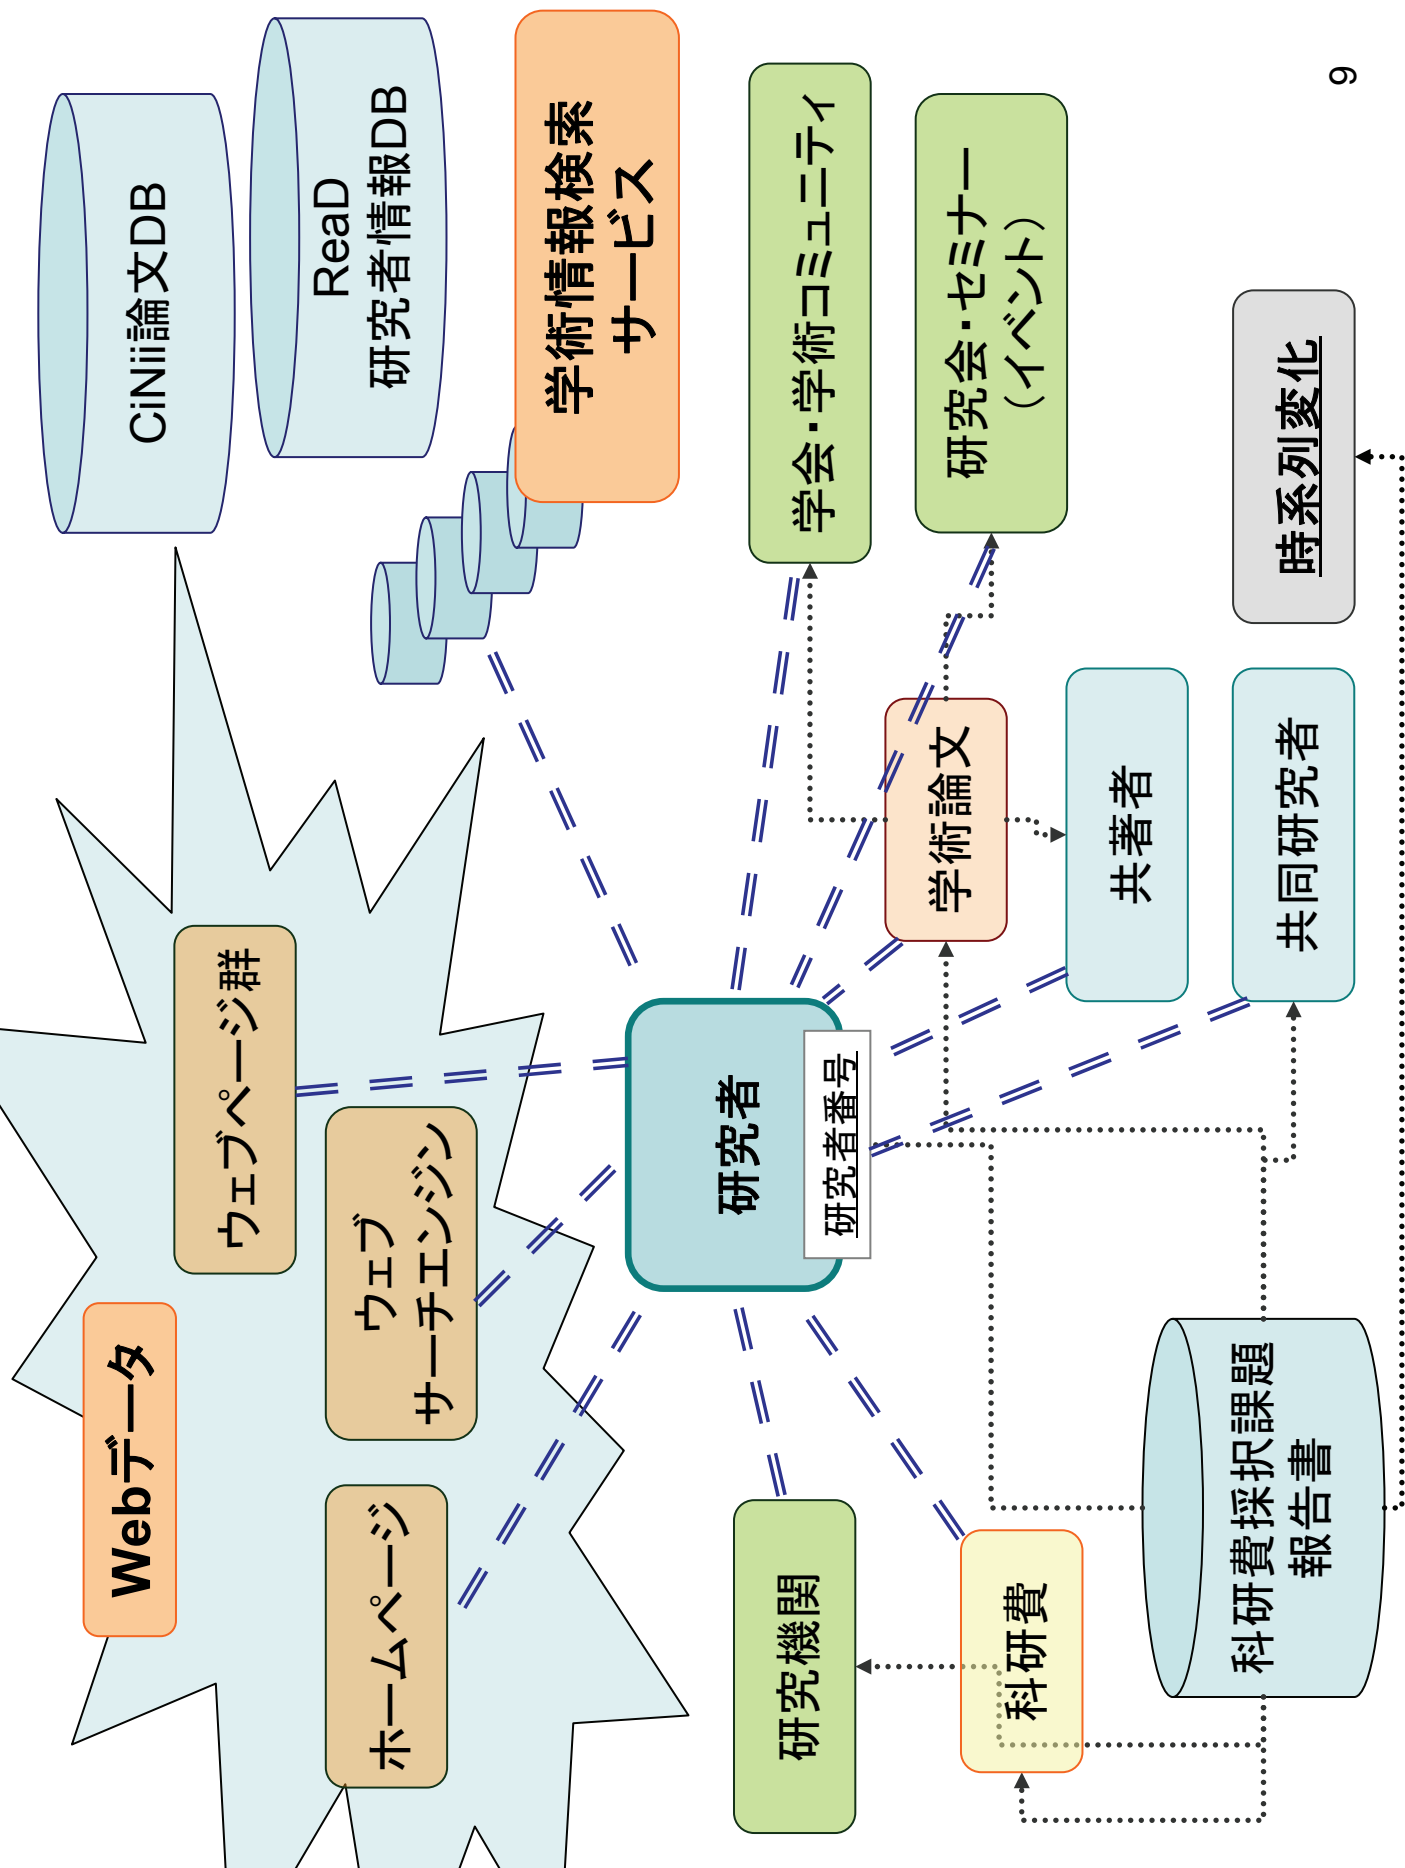 Webデータ
ウェブページ群
CiNii論文DB
ReaD
研究者情報DB
ホームページ
ウェブ
サーチエンジン
学術情報検索
サービス
研究者
研究者番号
研究機関
学会・学術コミュニティ
学術論文
研究会・セミナー
(イベント)
科研費
共著者
科研費採択課題
報告書
共同研究者
時系列変化
9